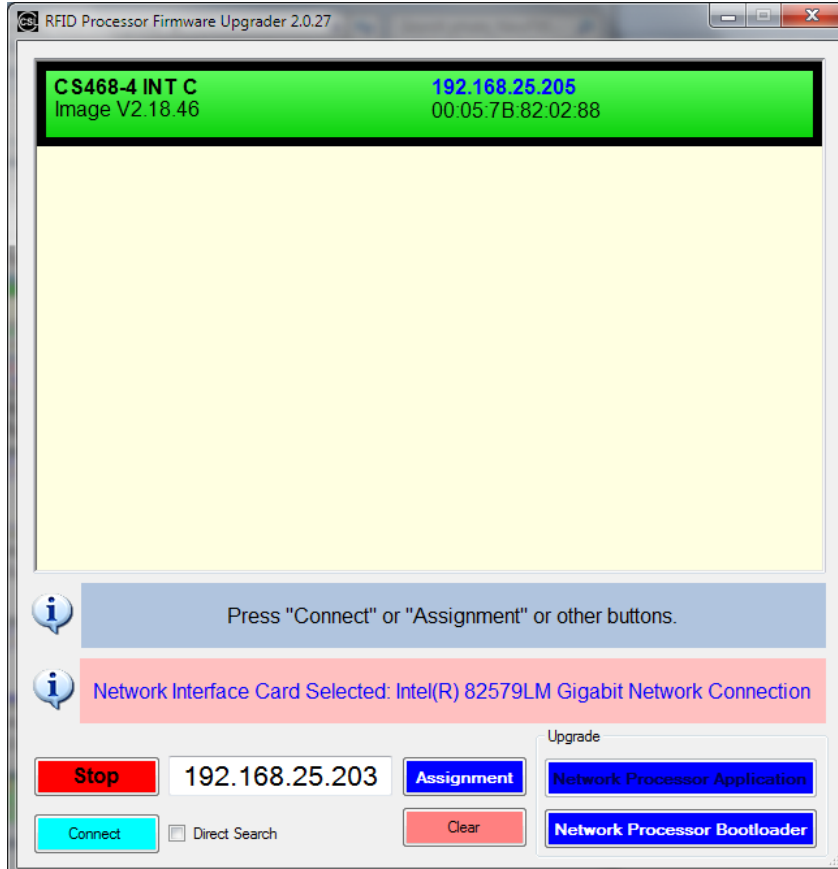 CSL RFID Processor Firmware Upgrader 2.0.27
CS468-4 INT C 192.168.25.205
Image V2.18.46 00:05:7B:82:02:88
Press "Connect" or "Assignment" or other buttons.
Network Interface Card Selected: Intel(R) 82579LM Gigabit Network Connection
Upgrade
Stop 192.168.25.203 Assignment Network Processor Application
Connect Direct Search Clear Network Processor Bootloader